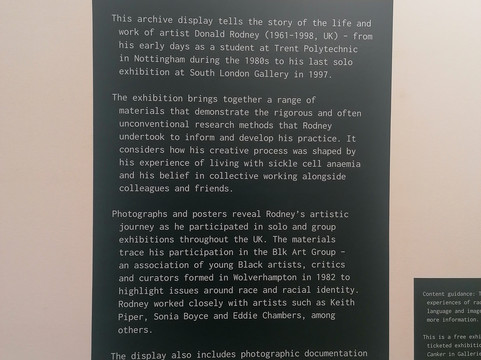 This archive display tells the story of the life and
work of artist Donald Rodney (1961–1998, UK) – from
his early days as a student at Trent Polytechnic
in Nottingham during the 1980s to his last solo
exhibition at South London Gallery in 1997.
The exhibition brings together a range of
materials that demonstrate the rigorous and often
unconventional research methods that Rodney
undertook to inform and develop his practice. It
considers how his creative process was shaped by
his experience of living with sickle cell anaemia
and his belief in collective working alongside
colleagues and friends.
Photographs and posters reveal Rodney's artistic
journey as he participated in solo and group
exhibitions throughout the UK. The materials
trace his participation in the Blk Art Group –
an association of young Black artists, critics
and curators formed in Wolverhampton in 1982 to
highlight issues around race and racial identity.
Rodney worked closely with artists such as Keith
Piper, Sonia Boyce and Eddie Chambers, among
others.
The display also includes photographic documentation
Content guidance:
experiences of
language and
more information.
This is a free
ticketed
Canker in